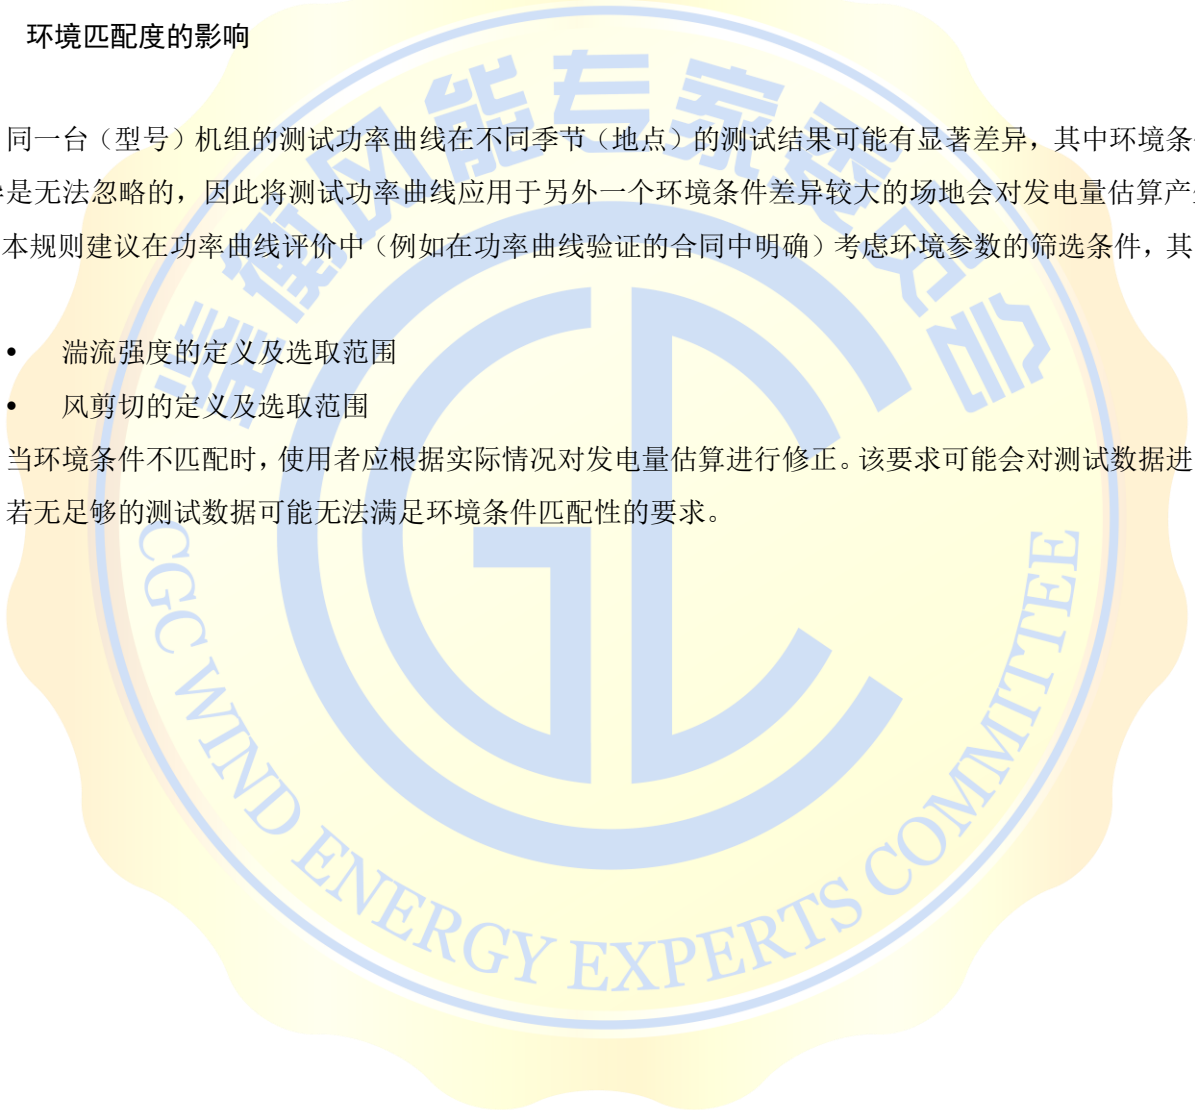 环境匹配度的影响
同一台（型号）机组的测试功率曲线在不同季节（地点）的测试结果可能有显著差异，其中环境条
是无法忽略的，因此将测试功率曲线应用于另外一个环境条件差异较大的场地会对发电量估算产
本规则建议在功率曲线评价中（例如在功率曲线验证的合同中明确）考虑环境参数的筛选条件，其
• 湍流强度的定义及选取范围
• 风剪切的定义及选取范围
当环境条件不匹配时，使用者应根据实际情况对发电量估算进行修正。该要求可能会对测试数据进
若无足够的测试数据可能无法满足环境条件匹配性的要求。
鉴衡风能专家委员会
CGC WIND ENERGY EXPERTS COMMITTEE